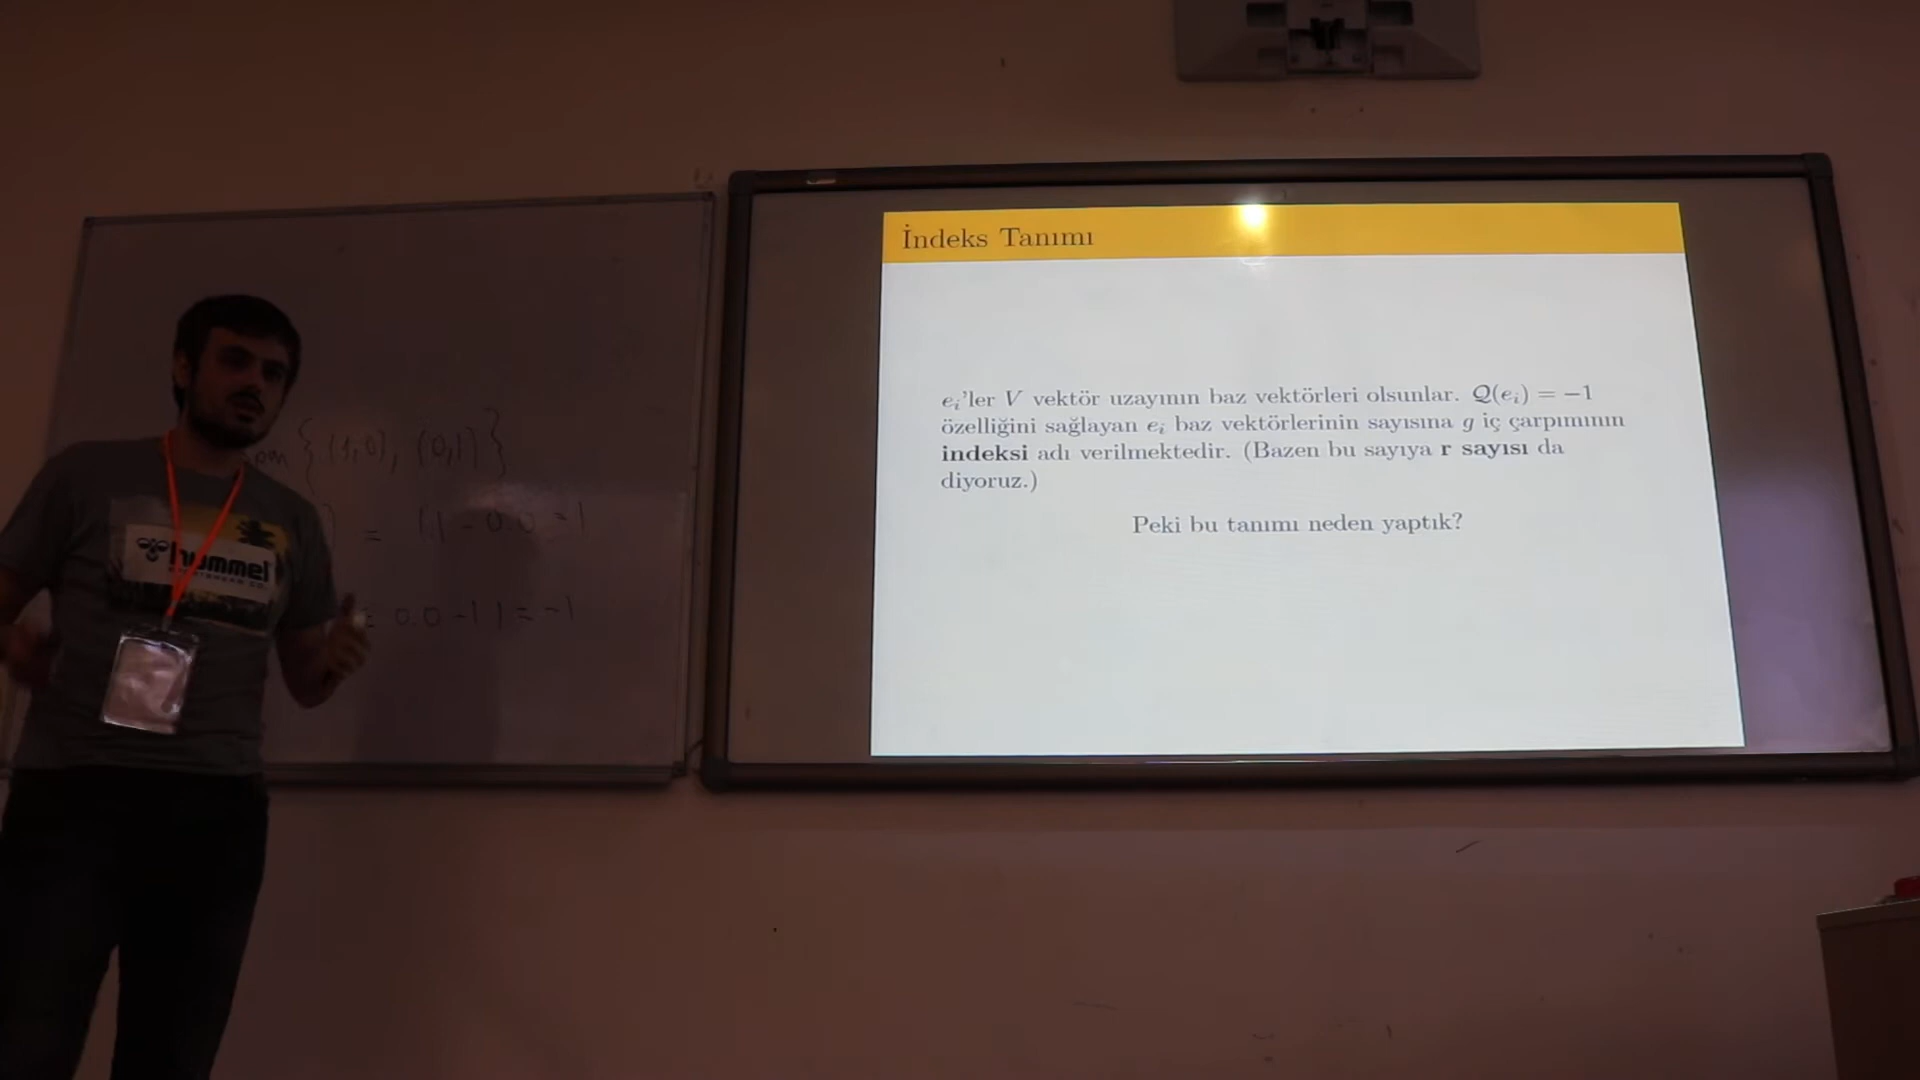 {(1,0), (0,1)}
= 1.1 - 0.0 = 1
= 0.0 - 1.1 = -1
hummel
İndeks Tanımı
e_i'ler V vektör uzayının baz vektörleri olsunlar. Q(e_i) = −1
özelliğini sağlayan e_i baz vektörlerinin sayısına g iç çarpımının
indeksi adı verilmektedir. (Bazen bu sayıya r sayısı da
diyoruz.)
Peki bu tanımı neden yaptık?